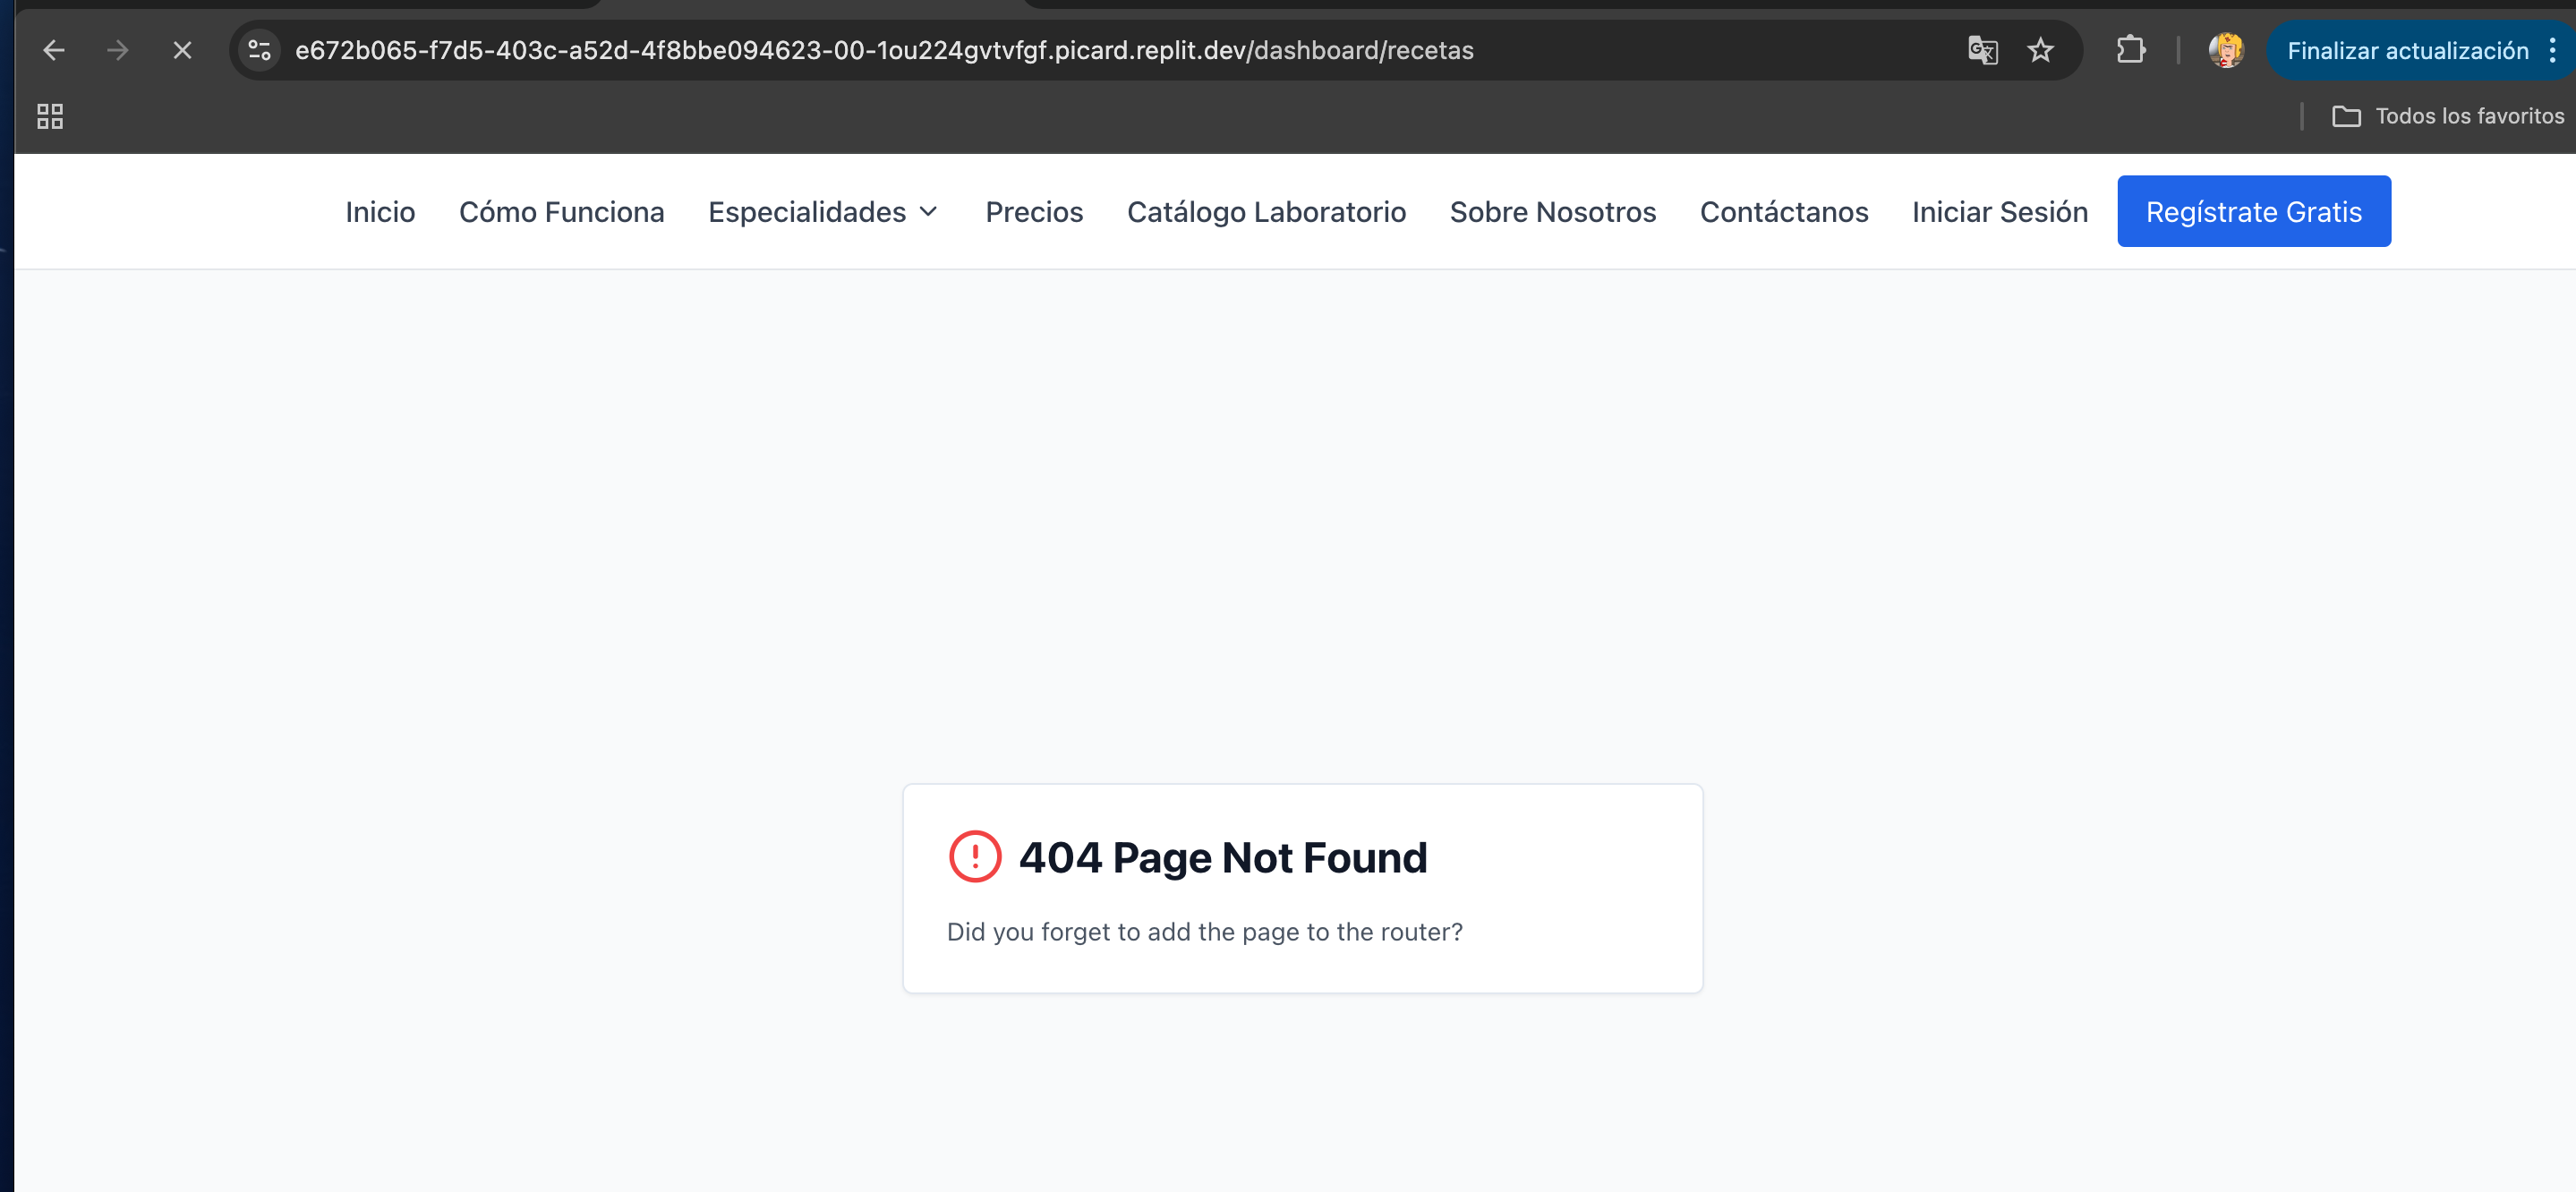 e672b065-f7d5-403c-a52d-4f8bbe094623-00-1ou224gvtvfgf.picard.replit.dev/dashboard/recetas
Finalizar actualización
Todos los favoritos
Inicio Cómo Funciona Especialidades Precios Catálogo Laboratorio Sobre Nosotros Contáctanos Iniciar Sesión Regístrate Gratis
404 Page Not Found
Did you forget to add the page to the router?